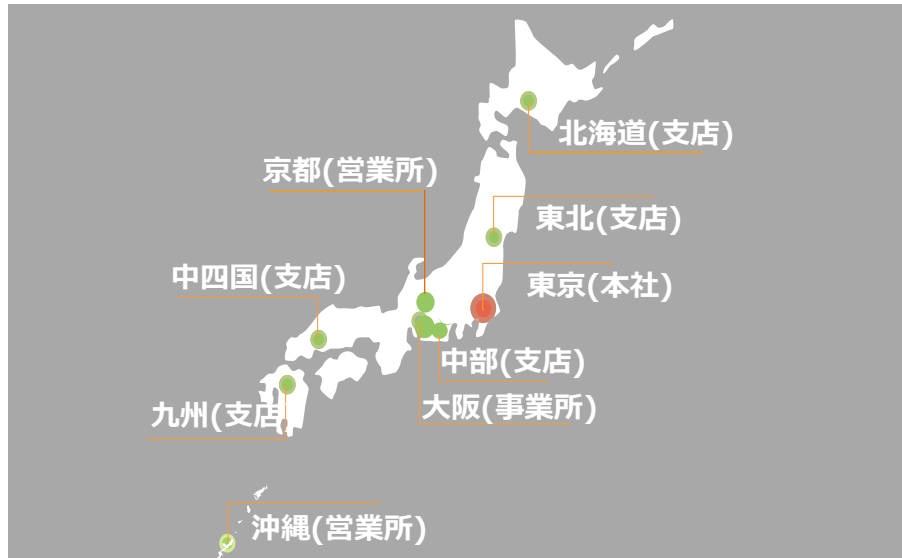 北海道(支店)
京都(営業所)
東北(支店)
中四国(支店)
東京(本社)
中部(支店)
大阪(事業所)
九州(支店)
沖縄(営業所)